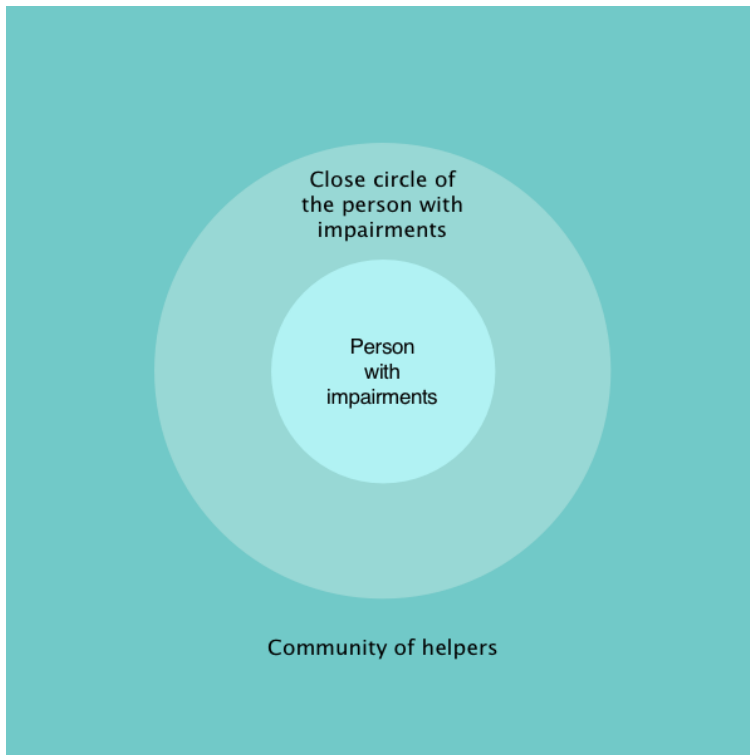 Close circle of
the person with
impairments
Person
with
impairments
Community of helpers